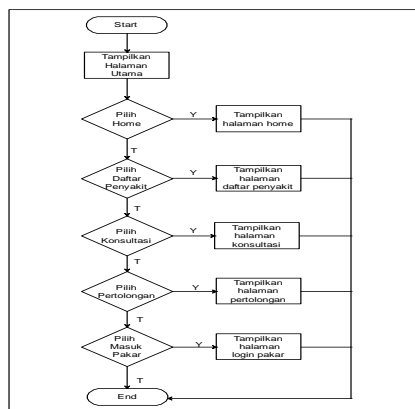 Start
Tampilkan
Halaman
Utama
Pilih
Home
Y
Tampilkan
halaman home
T
Pilih
Daftar
Penyakit
Y
Tampilkan
halaman
daftar penyakit
T
Pilih
Konsultasi
Y
Tampilkan
halaman
konsultasi
T
Pilih
Pertolongan
Y
Tampilkan
halaman
pertolongan
T
Pilih
Masuk
Pakar
Y
Tampilkan
halaman
login pakar
T
End